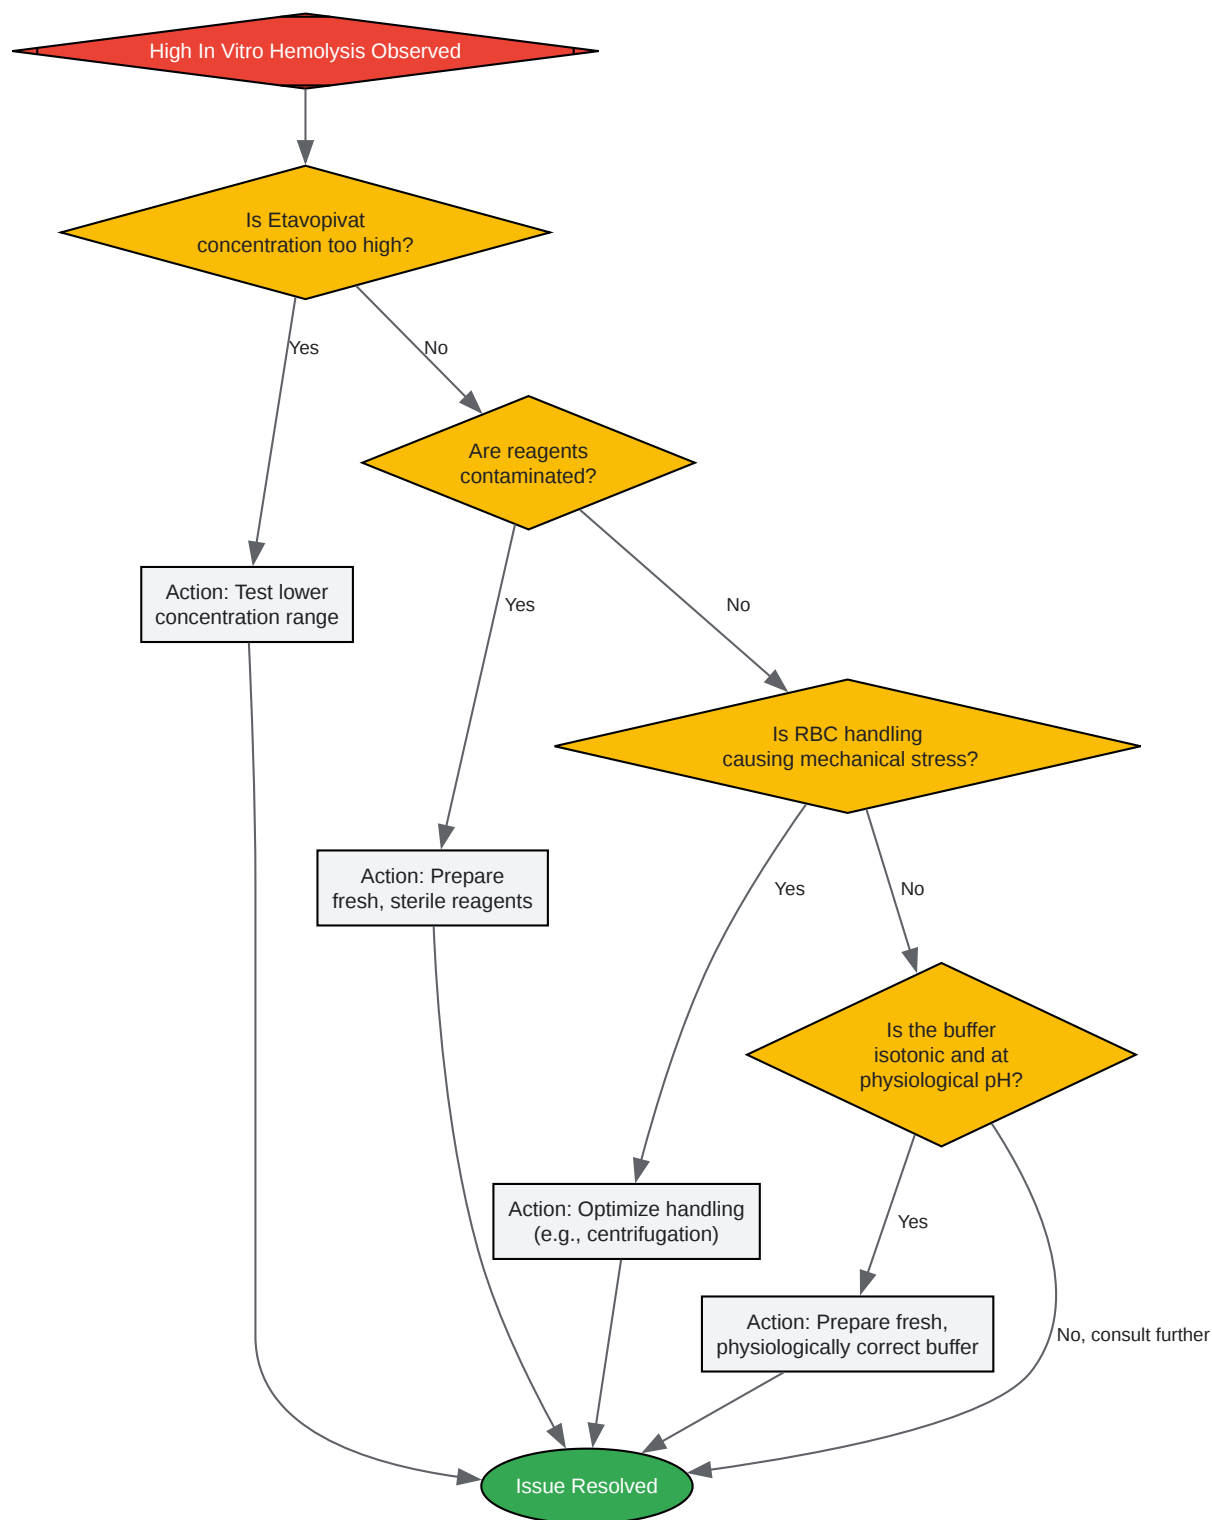 High In Vitro Hemolysis Observed
Is Etavopivat
concentration too high?
Yes
No
Are reagents
contaminated?
Action: Test lower
concentration range
Yes
No
Is RBC handling
causing mechanical stress?
Action: Prepare
fresh, sterile reagents
Yes
No
Is the buffer
isotonic and at
physiological pH?
Action: Optimize handling
(e.g., centrifugation)
Yes
Action: Prepare fresh,
physiologically correct buffer
No, consult further
Issue Resolved